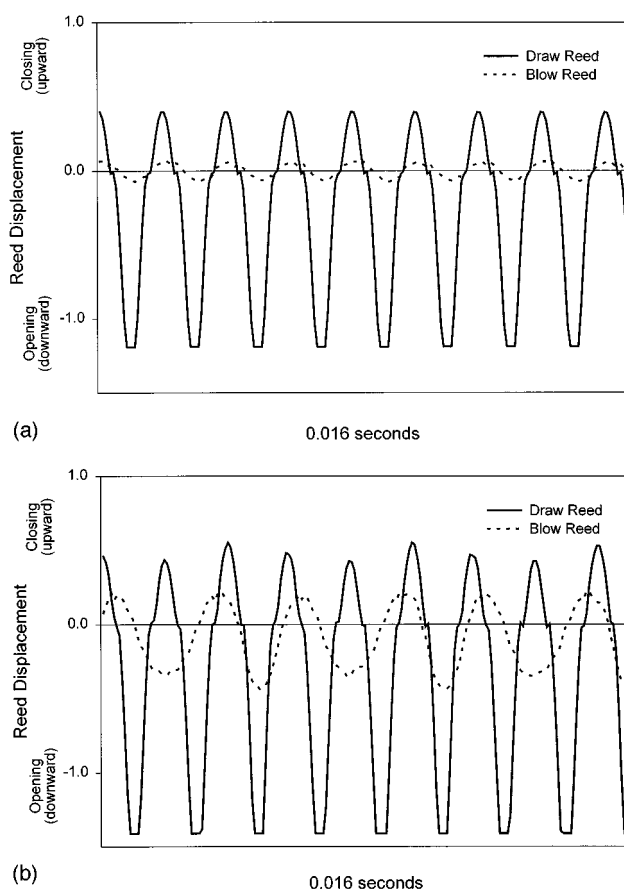 1.0
Closing
(upward)
Draw Reed
Blow Reed
Reed Displacement
0.0
Opening
(downward)
-1.0
(a)
0.016 seconds
1.0
Closing
(upward)
Draw Reed
Blow Reed
Reed Displacement
0.0
Opening
(downward)
-1.0
(b)
0.016 seconds